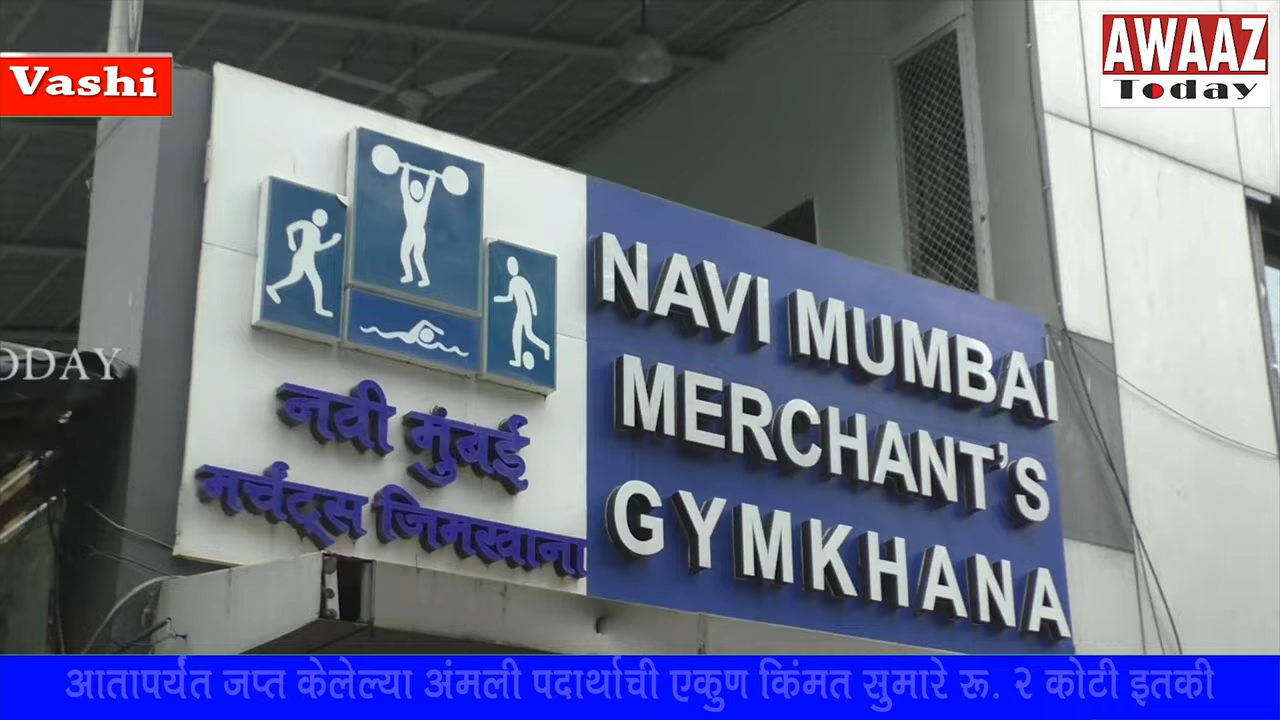 Vashi
AWAAZ
Today
ODAY
नवी मुंबई
मर्चंट्स जिमखाना
NAVI MUMBAI
MERCHANT'S
GYMKHANA
आतापर्यंत जप्त केलेल्या अंमली पदार्थाची एकुण किंमत सुमारे रू. २ कोटी इतकी